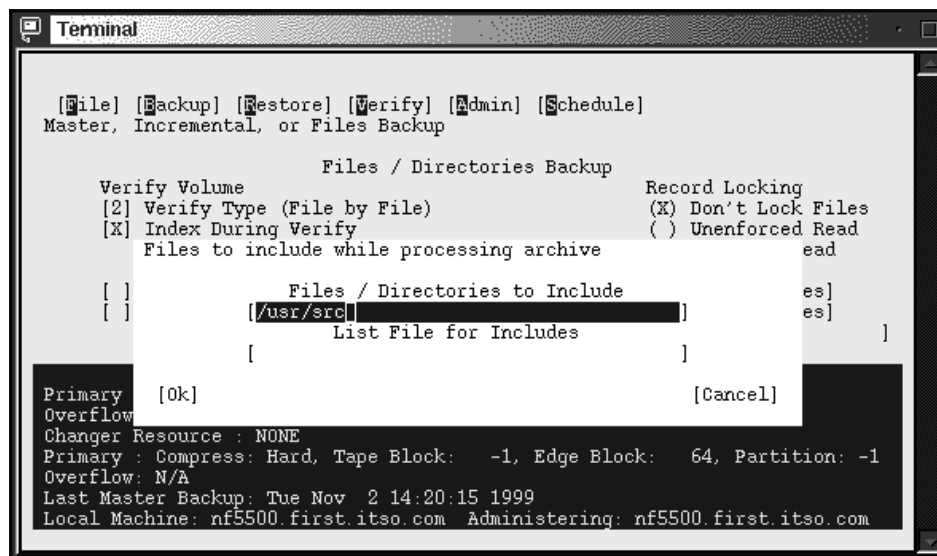 Terminal
[File] [Backup] [Restore] [Verify] [Admin] [Schedule]
Master, Incremental, or Files Backup
Files / Directories Backup
Verify Volume Record Locking
[2] Verify Type (File by File) (X) Don't Lock Files
[X] Index During Verify ( ) Unenforced Read
Files to include while processing archive ead
[ ] Files / Directories to Include es]
[ ] [/usr/src ] es]
List File for Includes ]
[ ]
Primary [Ok] [Cancel]
Overflow
Changer Resource : NONE
Primary : Compress: Hard, Tape Block: -1, Edge Block: 64, Partition: -1
Overflow: N/A
Last Master Backup: Tue Nov 2 14:20:15 1999
Local Machine: nf5500.first.itso.com Administering: nf5500.first.itso.com